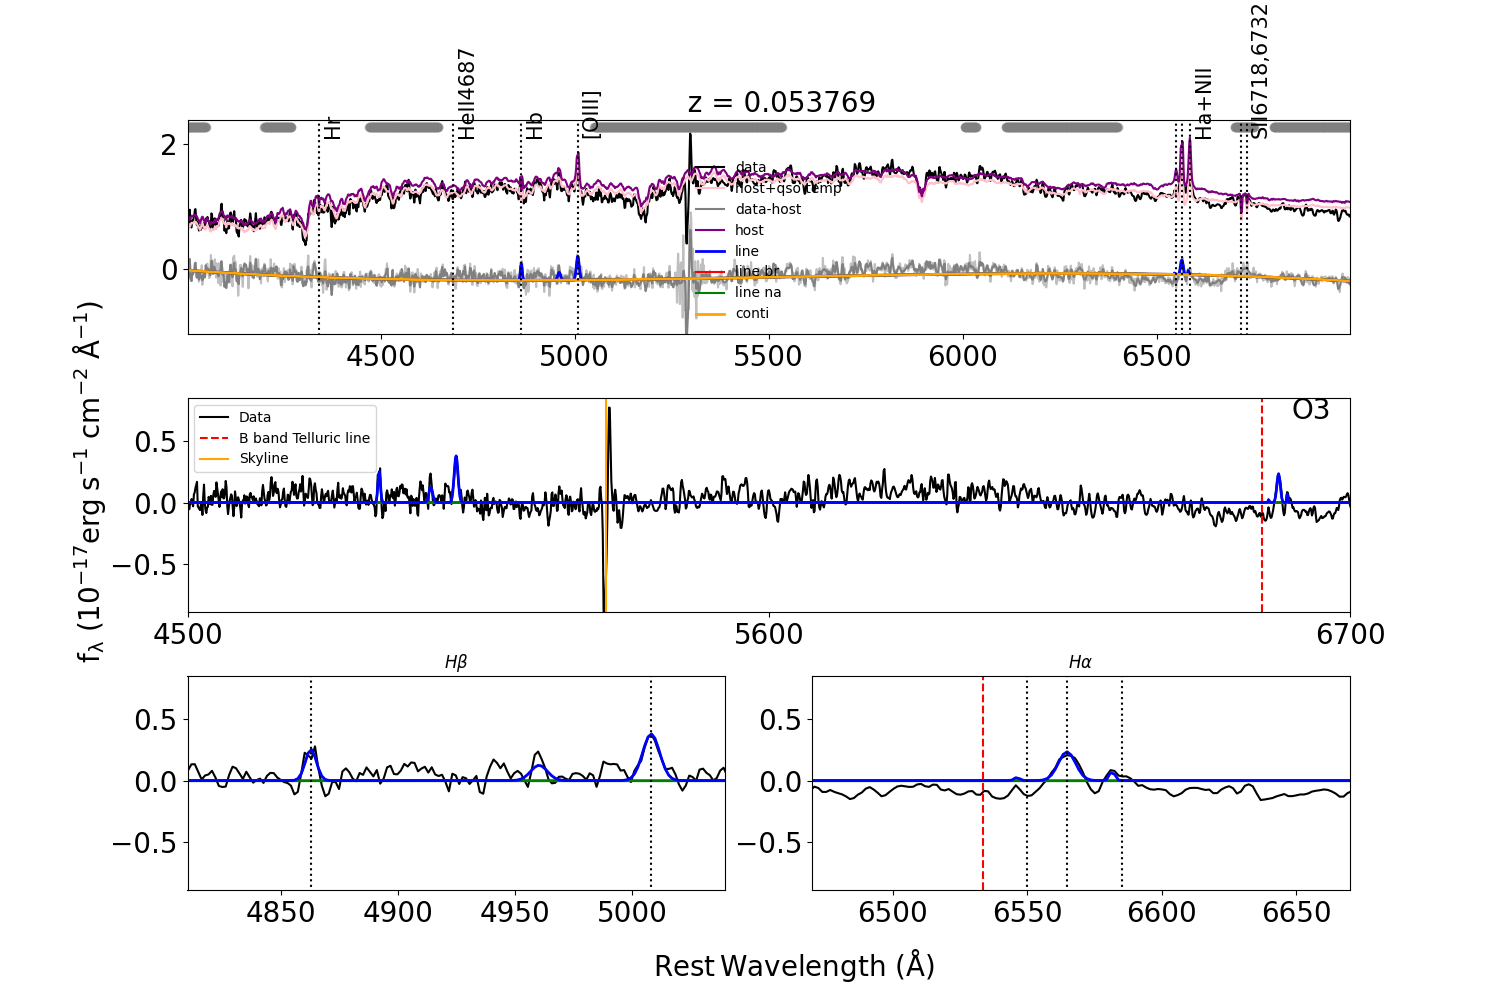 z = 0.053769
Hr
HeII4687
Hb
[OIII]
Ha+NII
SII6718,6732
2
0
data
host+qso temp
data-host
host
line
line br
line na
conti
4500 5000 5500 6000 6500
f_λ (10^−17 erg s^−1 cm^−2 Å^−1)
Data
B band Telluric line
Skyline
O3
0.5
0.0
−0.5
4500 5600 6700
Hβ
0.5
0.0
−0.5
4850 4900 4950 5000
Hα
0.5
0.0
−0.5
6500 6550 6600 6650
Rest Wavelength (Å)